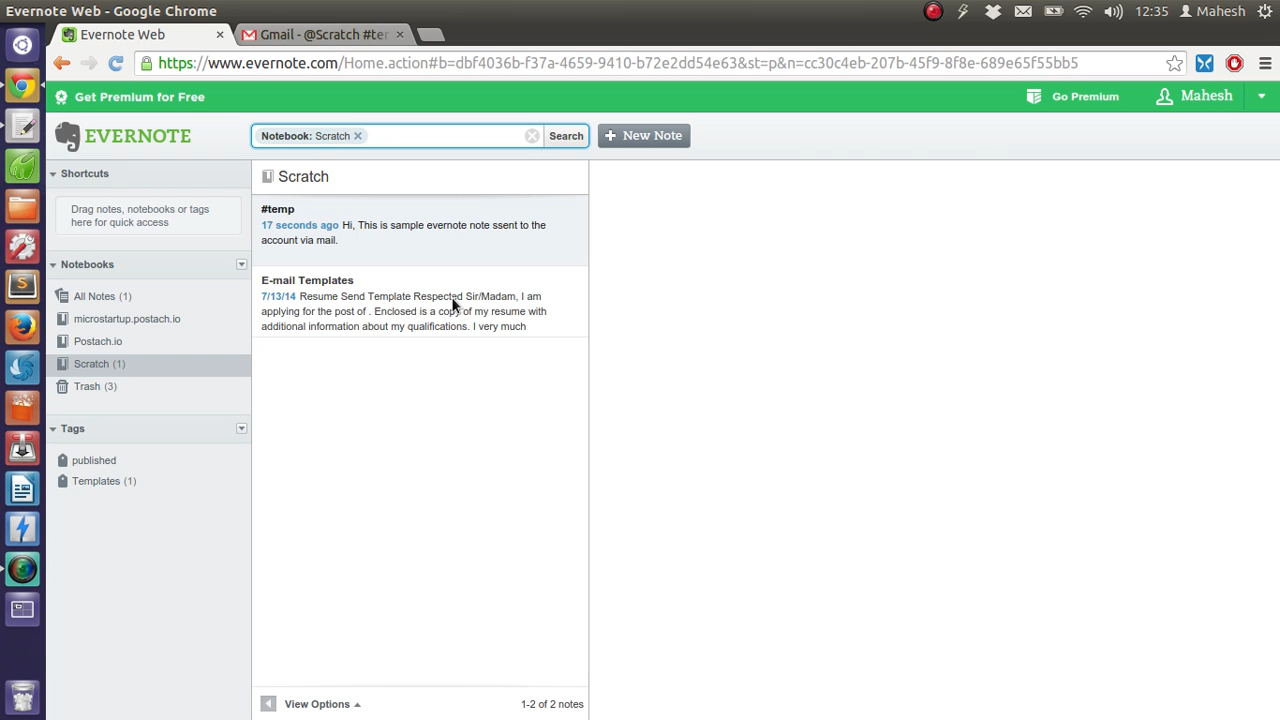 Evernote Web - Google Chrome
12:35
Mahesh
Evernote Web
Gmail - @Scratch #ter
https://www.evernote.com/Home.action#b=dbf4036b-f37a-4659-9410-b72e2dd54e63&st=p&n=cc30c4eb-207b-45f9-8f8e-689e65f55bb5
Get Premium for Free
Go Premium
Mahesh
EVERNOTE
Notebook: Scratch
Search
+ New Note
Shortcuts
Drag notes, notebooks or tags
here for quick access
Notebooks
All Notes (1)
microstartup.postach.io
Postach.io
Scratch (1)
Trash (3)
Tags
published
Templates (1)
Scratch
#temp
17 seconds ago Hi, This is sample evernote note ssent to the
account via mail.
E-mail Templates
7/13/14 Resume Send Template Respected Sir/Madam, I am
applying for the post of . Enclosed is a copy of my resume with
additional information about my qualifications. I very much
View Options
1-2 of 2 notes